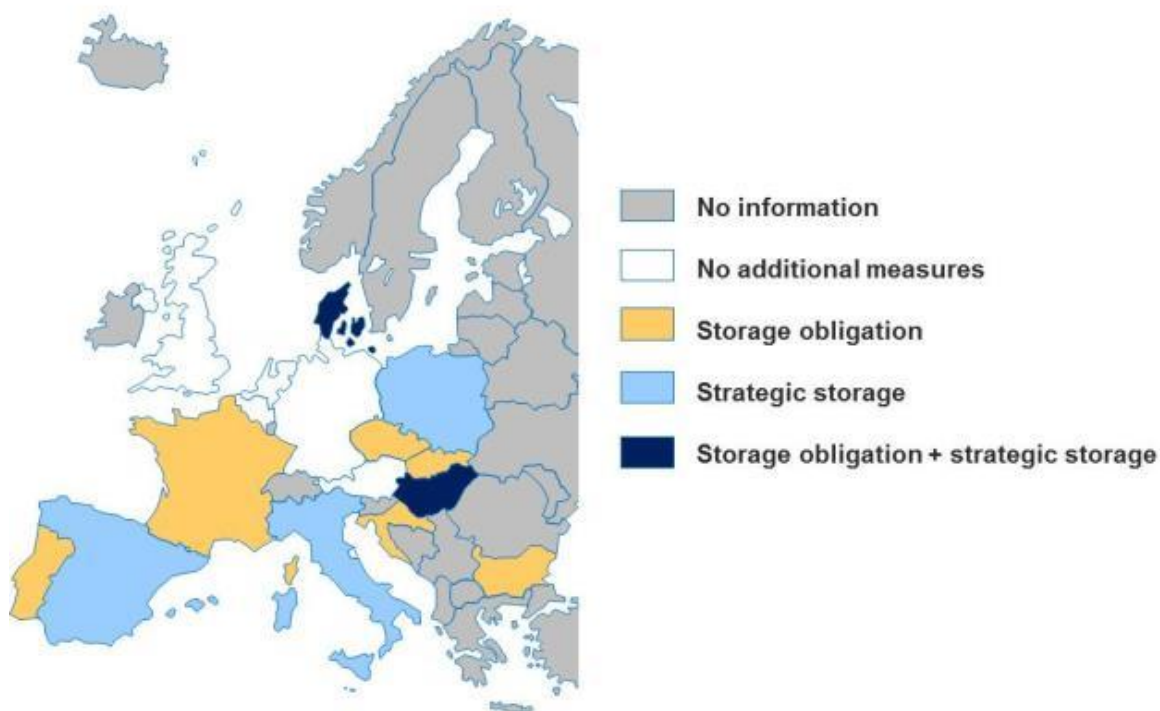 No information
No additional measures
Storage obligation
Strategic storage
Storage obligation + strategic storage